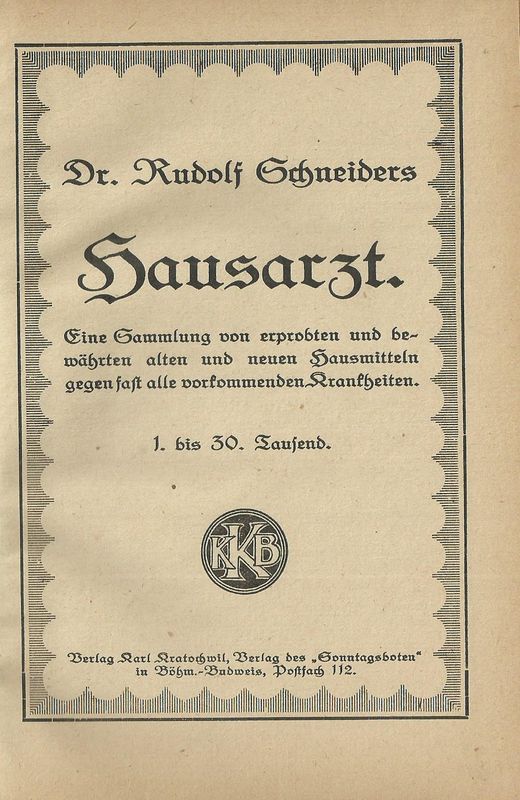 Dr. Rudolf Schneiders
Hausarzt.
Eine Sammlung von erprobten und be-
währten alten und neuen Hausmitteln
gegen fast alle vorkommenden Krankheiten.
1. bis 30. Tausend.
KKB
Verlag Karl Kratochwil, Verlag des „Sonntagsboten“
in Böhm.-Budweis, Postfach 112.